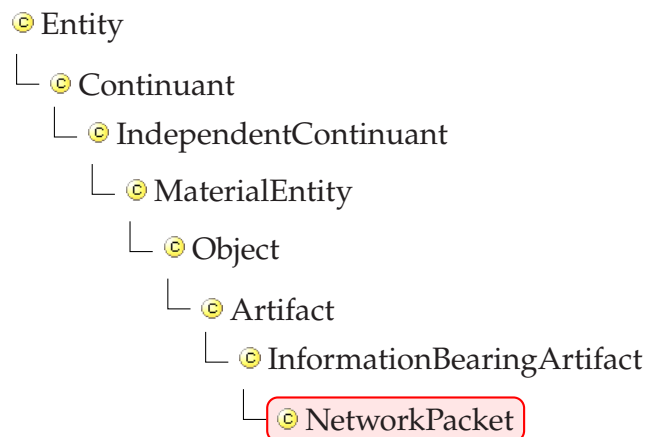 Entity
Continuant
IndependentContinuant
MaterialEntity
Object
Artifact
InformationBearingArtifact
NetworkPacket